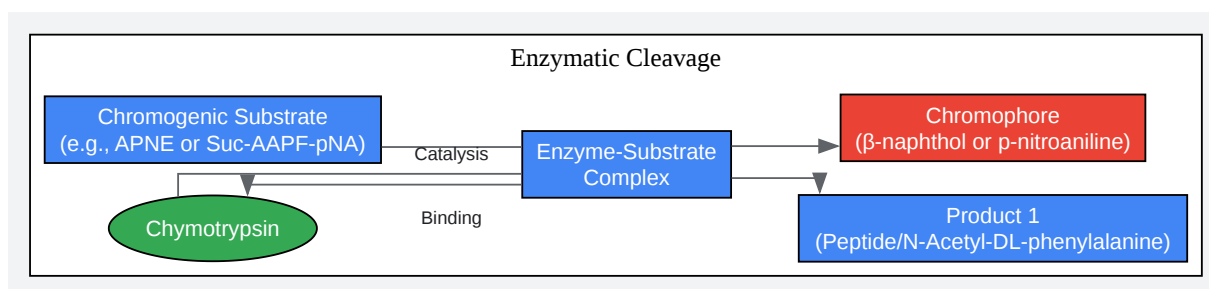 Enzymatic Cleavage
Chromogenic Substrate
(e.g., APNE or Suc-AAPF-pNA)
Catalysis
Enzyme-Substrate
Complex
Chromophore
(β-naphthol or p-nitroaniline)
Chymotrypsin
Binding
Product 1
(Peptide/N-Acetyl-DL-phenylalanine)